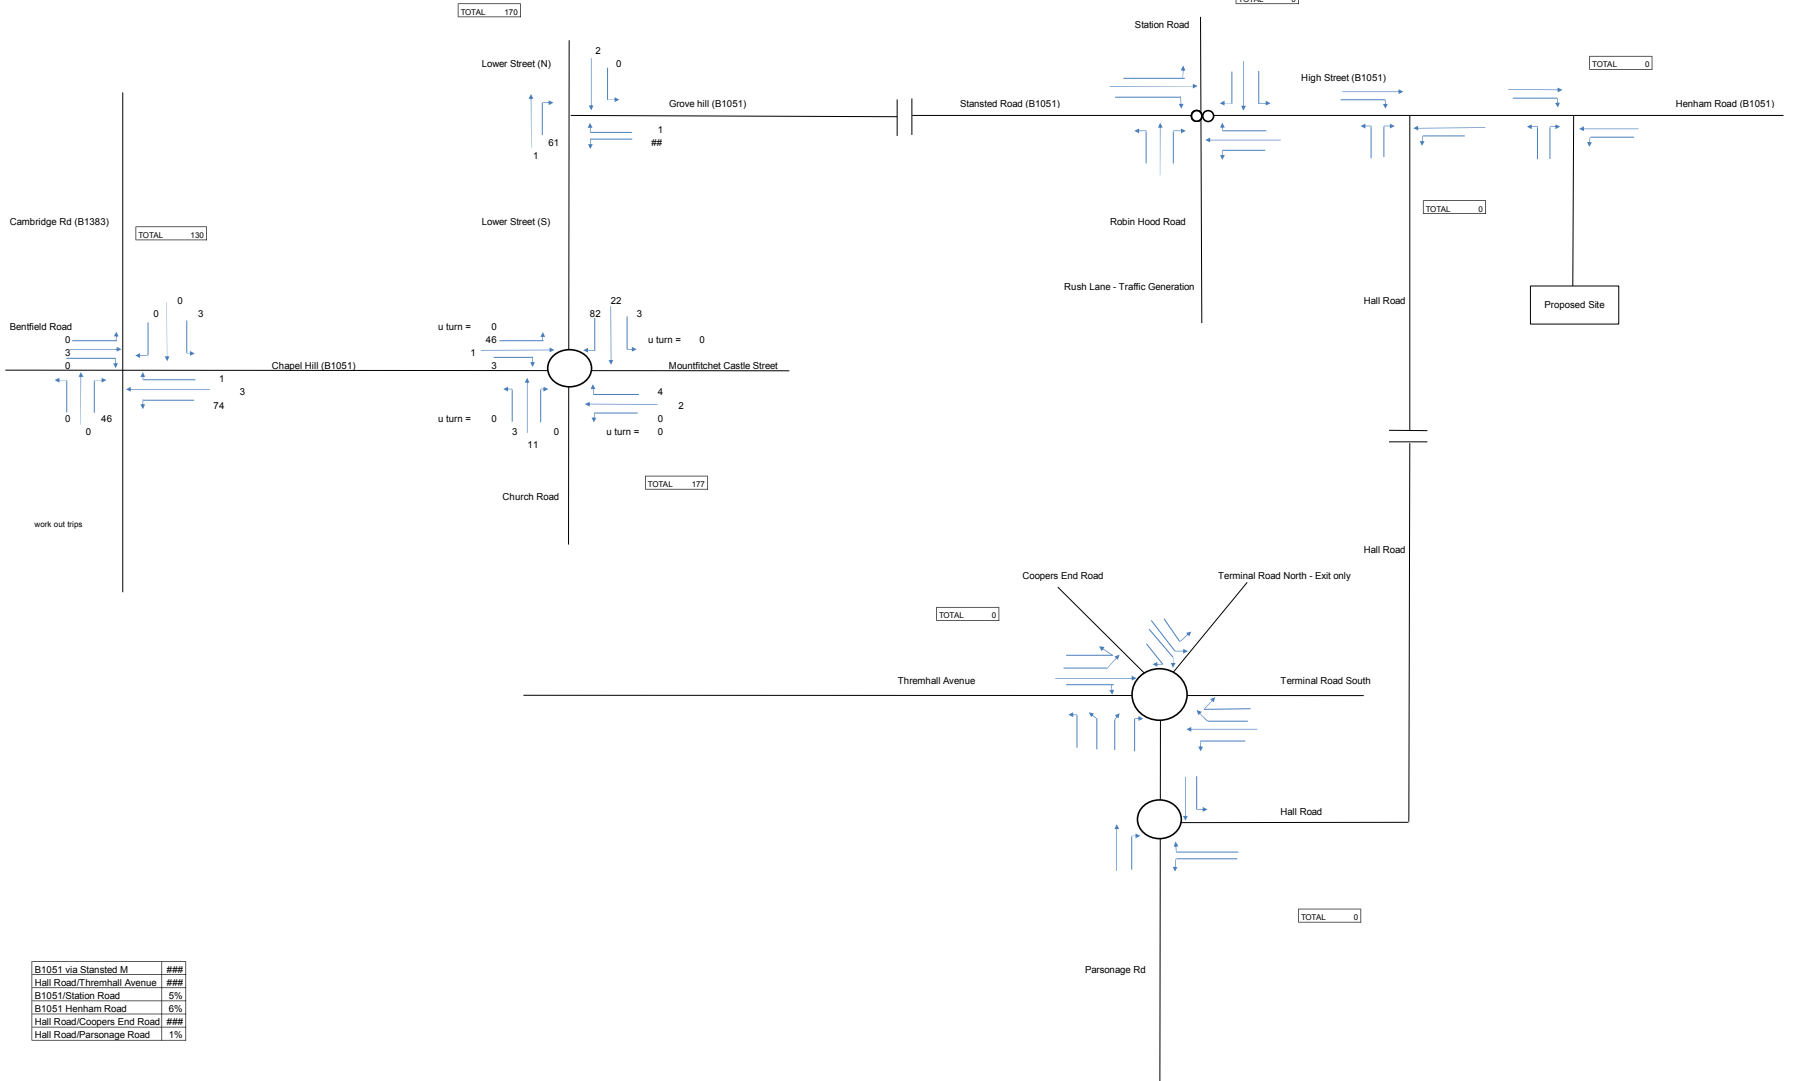 TOTAL 170
TOTAL 0
Station Road
Lower Street (N)
2
0
TOTAL 0
High Street (B1051)
Grove hill (B1051)
Stansted Road (B1051)
Henham Road (B1051)
1
61
##
1
Cambridge Rd (B1383)
TOTAL 130
Lower Street (S)
Robin Hood Road
TOTAL 0
Rush Lane - Traffic Generation
Hall Road
Proposed Site
0
0
3
22
82
3
Bentfield Road
u turn = 0
0
46
u turn = 0
3
1
0
Chapel Hill (B1051)
3
Mountfitchet Castle Street
1
3
74
4
2
0
46
0
u turn = 0
0
3
0
u turn = 0
11
TOTAL 177
Church Road
work out trips
Hall Road
Coopers End Road
Terminal Road North - Exit only
TOTAL 0
Thremhall Avenue
Terminal Road South
Hall Road
TOTAL 0
Parsonage Rd
B1051 via Stansted M ###
Hall Road/Thremhall Avenue ###
B1051/Station Road 5%
B1051 Henham Road 6%
Hall Road/Coopers End Road ###
Hall Road/Parsonage Road 1%